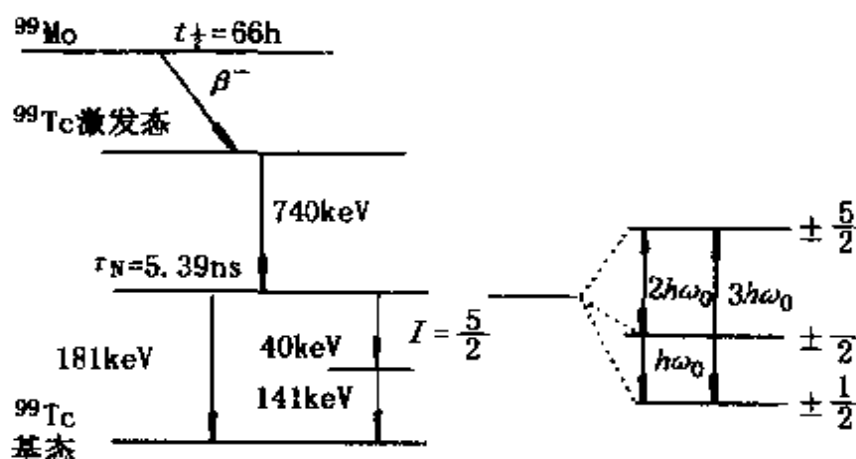 ⁹⁹Mo t½=66h
β⁻
⁹⁹Tc激发态
740keV
τN=5.39ns
181keV
40keV
141keV
I = 5/2
⁹⁹Tc
基态
± 5/2
2hω₀ 3hω₀
± /2
hω₀
± 1/2